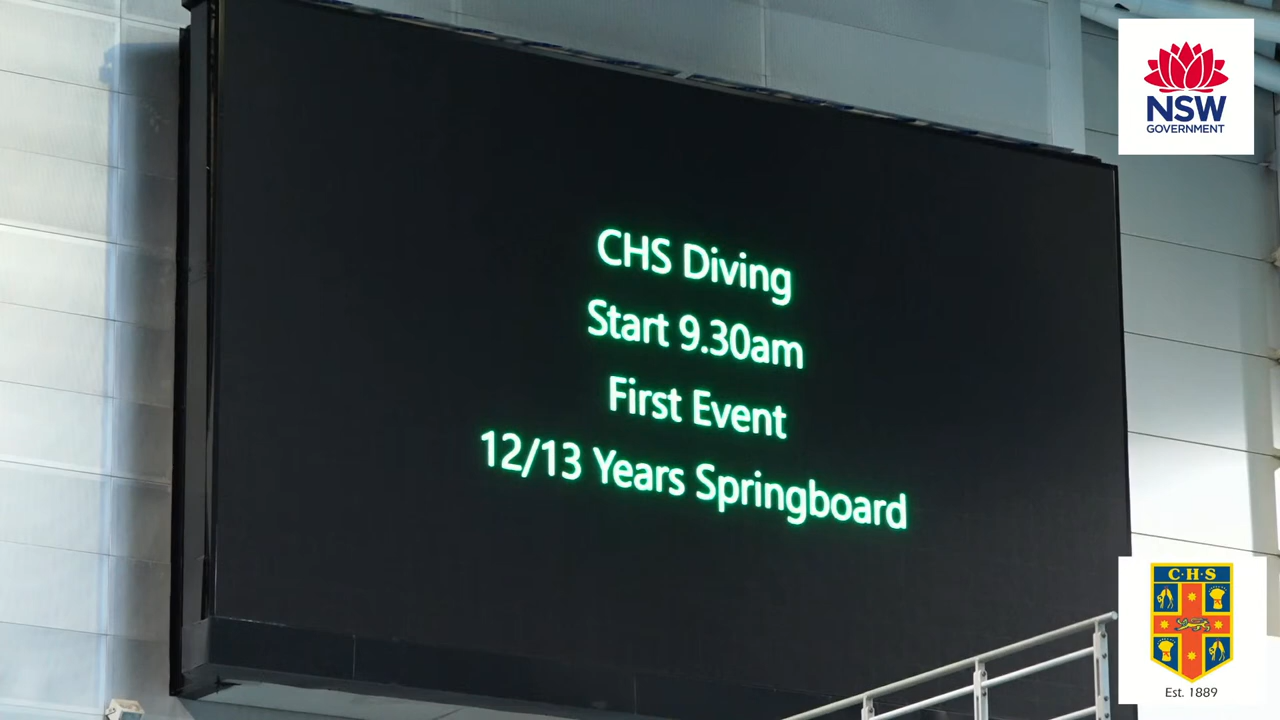 NSW
GOVERNMENT
CHS Diving
Start 9.30am
First Event
12/13 Years Springboard
C·H·S
Est. 1889